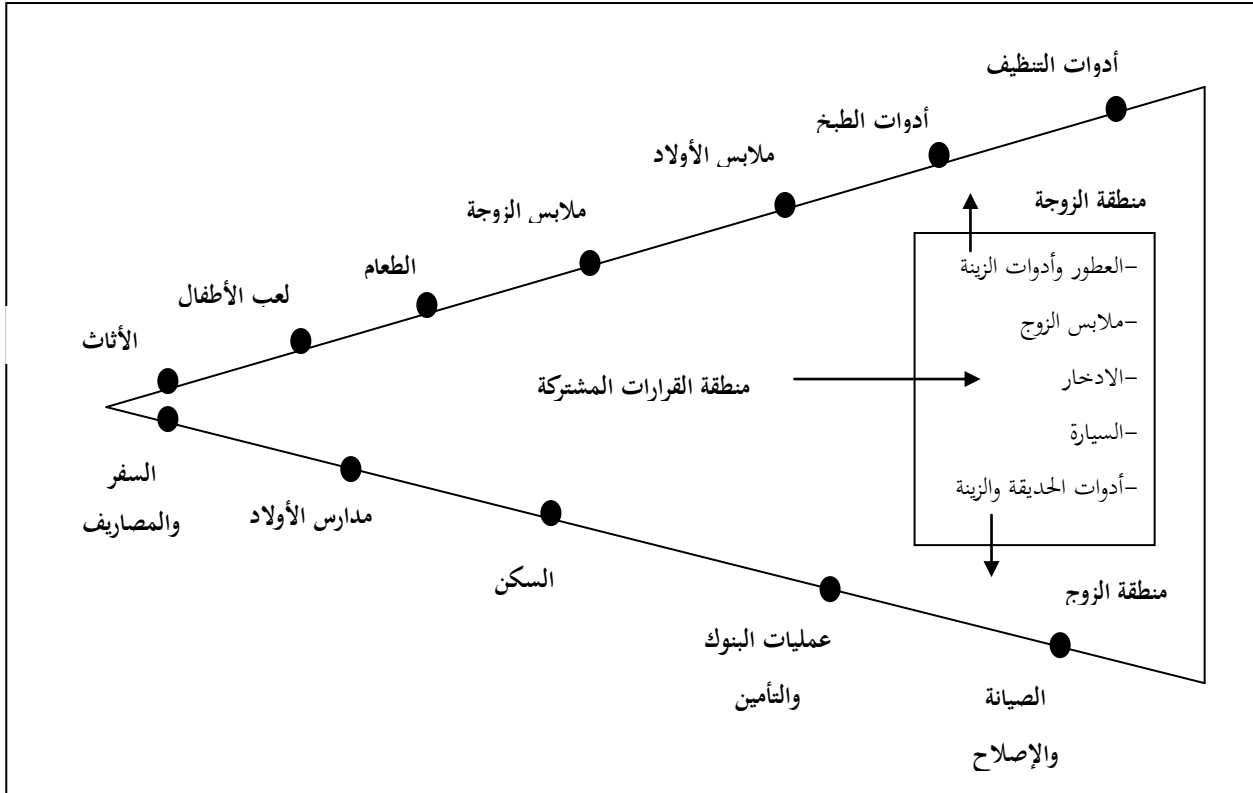 أدوات التنظيف
أدوات الطبخ
ملابس الأولاد
منطقة الزوجة
ملابس الزوجة
-العطور وأدوات الزينة
الطعام
لعب الأطفال
-ملابس الزوج
الأثاث
منطقة القرارات المشتركة
-الادخار
-السيارة
السفر
والمصاريف
مدارس الأولاد
-أدوات الحديقة والزينة
السكن
منطقة الزوج
عمليات البنوك
والتأمين
الصيانة
والإصلاح